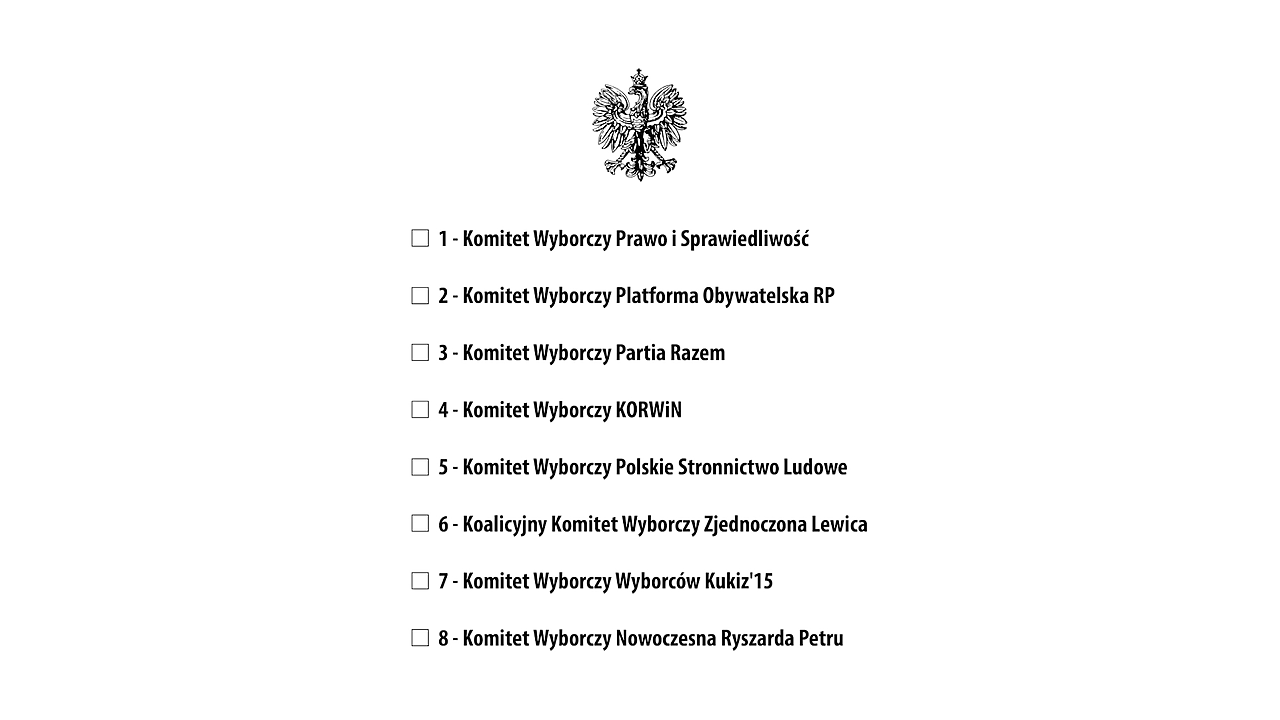 1 - Komitet Wyborczy Prawo i Sprawiedliwość
2 - Komitet Wyborczy Platforma Obywatelska RP
3 - Komitet Wyborczy Partia Razem
4 - Komitet Wyborczy KORWiN
5 - Komitet Wyborczy Polskie Stronnictwo Ludowe
6 - Koalicyjny Komitet Wyborczy Zjednoczona Lewica
7 - Komitet Wyborczy Wyborców Kukiz'15
8 - Komitet Wyborczy Nowoczesna Ryszarda Petru